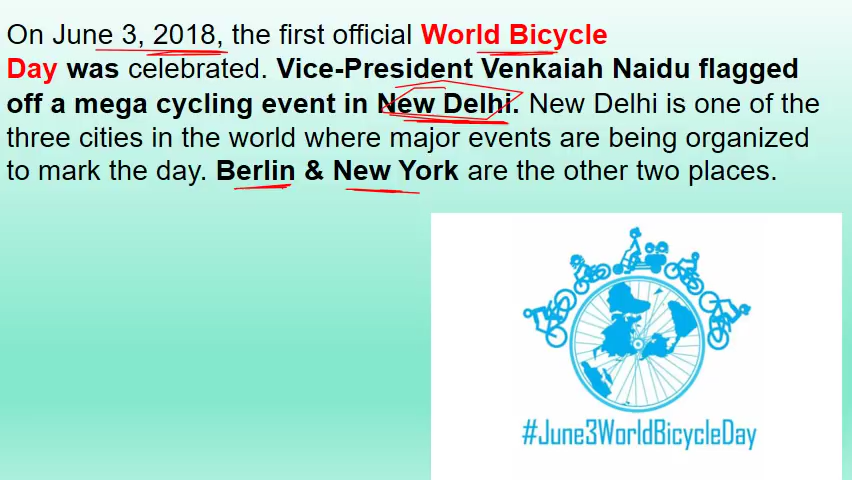 On June 3, 2018, the first official World Bicycle
Day was celebrated. Vice-President Venkaiah Naidu flagged
off a mega cycling event in New Delhi. New Delhi is one of the
three cities in the world where major events are being organized
to mark the day. Berlin & New York are the other two places.
#June3WorldBicycleDay